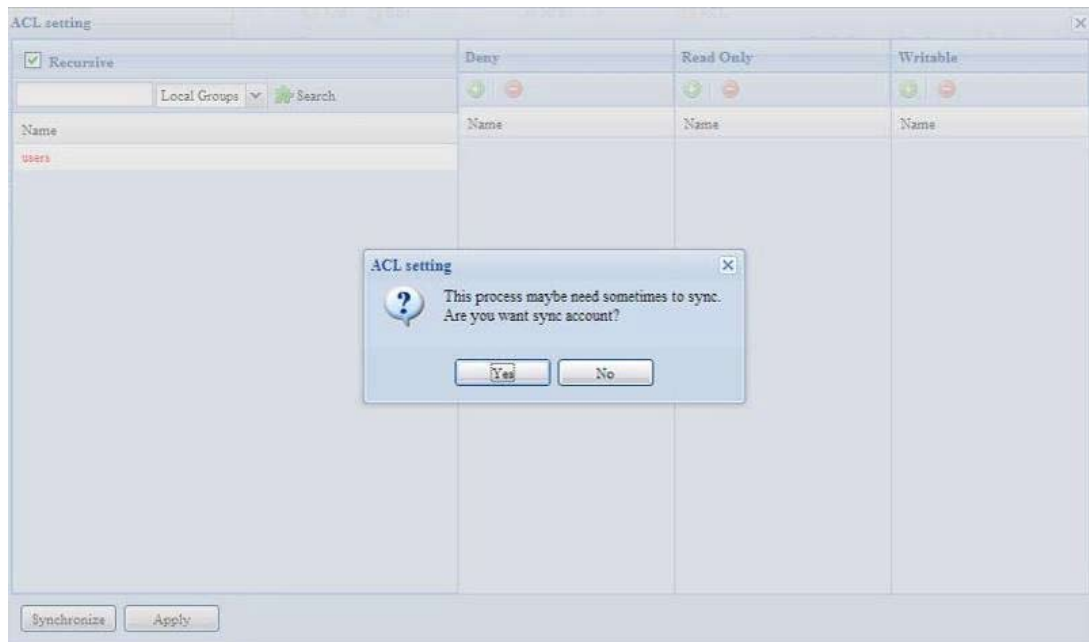 ACL setting
Recursive
Deny
Read Only
Writable
Local Groups
Search
Name
Name
Name
Name
users
ACL setting
This process maybe need sometimes to sync.
Are you want sync account?
Yes
No
Synchronize
Apply